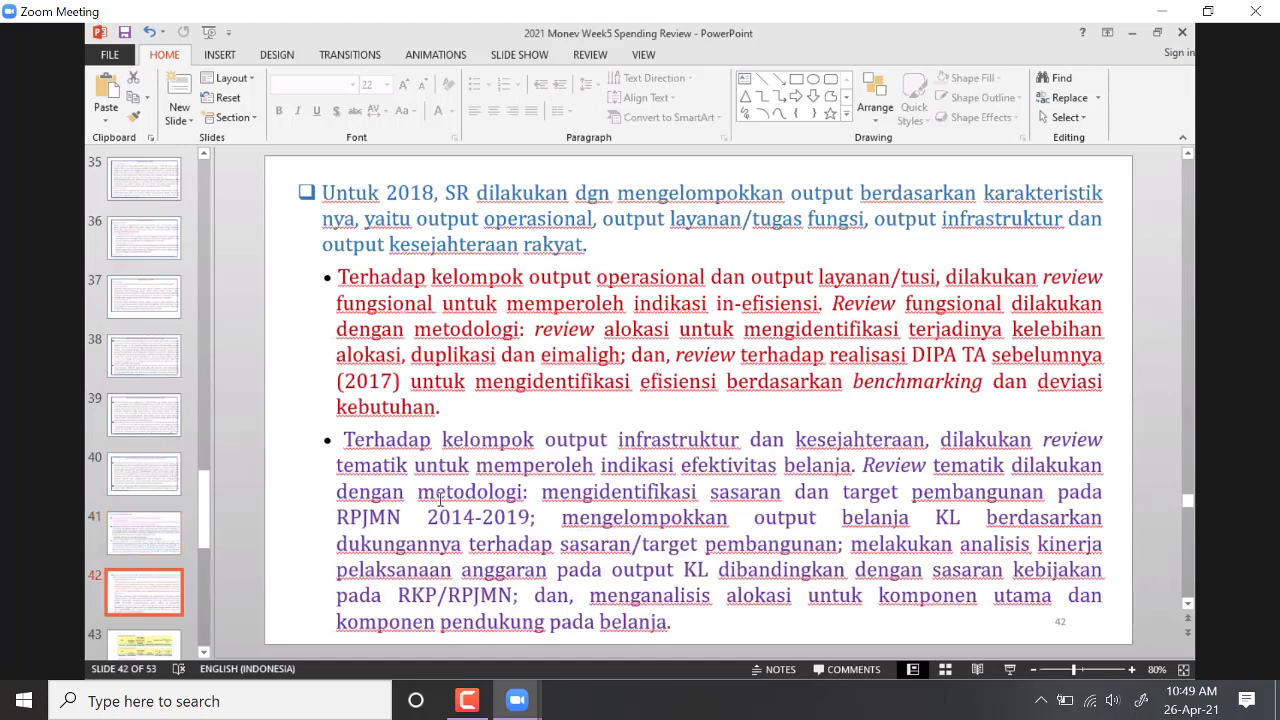 Zoom Meeting
2021 Monev Week5 Spending Review - PowerPoint
Sign in
FILE HOME INSERT DESIGN TRANSITIONS ANIMATIONS SLIDE SHOW REVIEW VIEW
Paste
Clipboard
New Slide
Layout
Reset
Section
Slides
22
B I U S abc AV Aa A
Font
Text Direction
Align Text
Convert to SmartArt
Paragraph
Arrange
Quick Styles
Shape Fill
Shape Outline
Shape Effects
Drawing
Find
Replace
Select
Editing
35
36
37
38
39
40
41
42
43
Untuk 2018, SR dilakukan dgn mengelompokkan output berdasarkan karakteristik
nya, yaitu output operasional, output layanan/tugas fungsi, output infrastruktur dan
output kesejahteraan rakyat.
• Terhadap kelompok output operasional dan output layanan/tusi, dilakukan review
fungsional untuk memperoleh indikasi in-efisiensi. Review fungsional dilakukan
dengan metodologi: review alokasi untuk mengidentifikasi terjadinya kelebihan
alokasi, duplikasi dan eimaligh; dan, review terhadap realisasi DIPA TA sebelumnya
(2017) untuk mengidentifikasi efisiensi berdasarkan benchmarking dan deviasi
kebutuhan.
• Terhadap kelompok output infrastruktur dan kesejahteraan, dilakukan review
tematik untuk memperoleh indikasi efektivitas belanja. Review tematik dilakukan
dengan metodologi: mengidentifikasi sasaran dan target pembangunan pada
RPJMN 2014-2019; mengelompokkan output belanja KL berdasarkan
dukungannya terhadap sasaran/target pembangunan; melakukan analisis kinerja
pelaksanaan anggaran pada output KL dibandingkan dengan sasaran kebijakan
pada RKP/RPJMN; dan, menganalisis alokasi untuk komponen utama dan
komponen pendukung pada belanja.
42
SLIDE 42 OF 53 ENGLISH (INDONESIA) NOTES COMMENTS 80%
Type here to search
10:49 AM
26-Apr-21